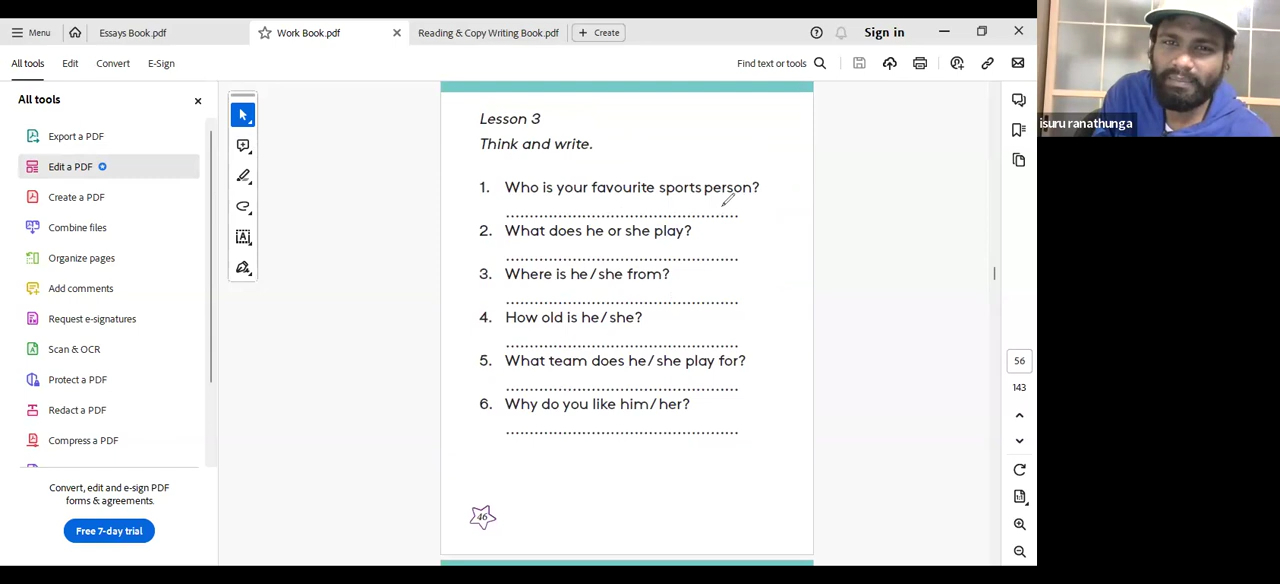 Menu
Essays Book.pdf
Work Book.pdf
Reading & Copy Writing Book.pdf
+ Create
Sign in
All tools
Edit
Convert
E-Sign
Find text or tools
All tools
Export a PDF
Edit a PDF
Create a PDF
Combine files
Organize pages
Add comments
Request e-signatures
Scan & OCR
Protect a PDF
Redact a PDF
Compress a PDF
Convert, edit and e-sign PDF
forms & agreements.
Free 7-day trial
Lesson 3
Think and write.
1. Who is your favourite sports person?
................................................
2. What does he or she play?
................................................
3. Where is he/she from?
................................................
4. How old is he/she?
................................................
5. What team does he/she play for?
................................................
6. Why do you like him/her?
................................................
46
56
143
isuru ranathunga